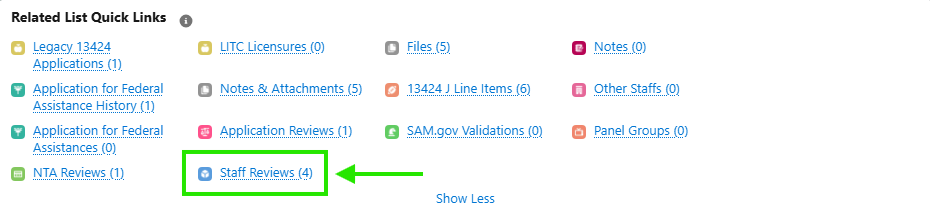 Related List Quick Links
Legacy 13424
Applications (1)
LITC Licensures (0)
Files (5)
Notes (0)
Application for Federal
Assistance History (1)
Notes & Attachments (5)
13424 J Line Items (6)
Other Staffs (0)
Application for Federal
Assistances (0)
Application Reviews (1)
SAM.gov Validations (0)
Panel Groups (0)
NTA Reviews (1)
Staff Reviews (4)
Show Less